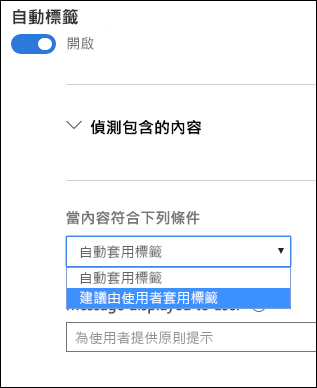 自動標籤
開啟
偵測包含的內容
當內容符合下列條件
自動套用標籤
自動套用標籤
建議由使用者套用標籤
Message displayed to user
為使用者提供原則提示